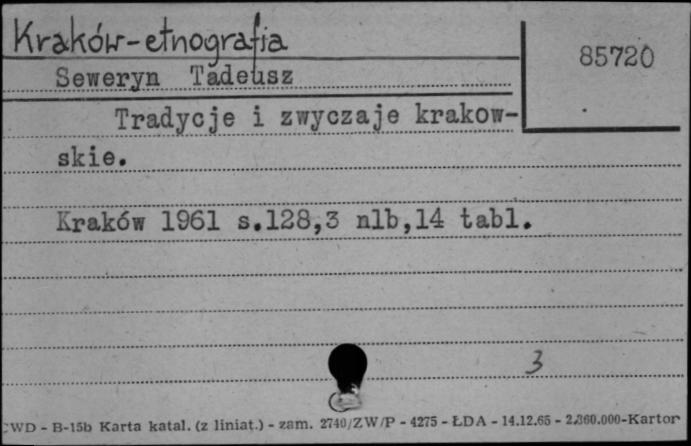 Kraków-etnografia
85720
Seweryn Tadeusz
Tradycje i zwyczaje krakow-
skie.
Kraków 1961 s.128,3 nlb,14 tabl.
3
CWD - B-15b Karta katal. (z liniat.) - zam. 2740/ZW/P - 4275 - ŁDA - 14.12.65 - 2.360.000-Kartor